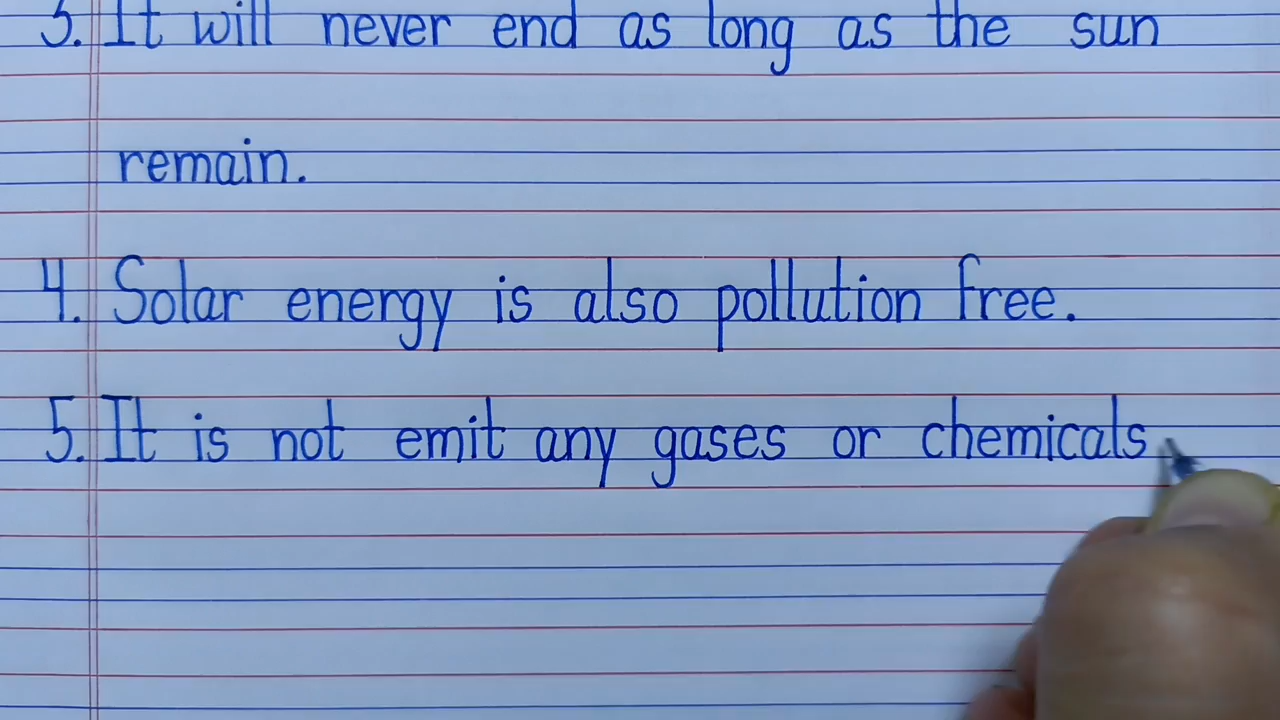 3. It will never end as long as the sun
remain.
4. Solar energy is also pollution free.
5. It is not emit any gases or chemicals